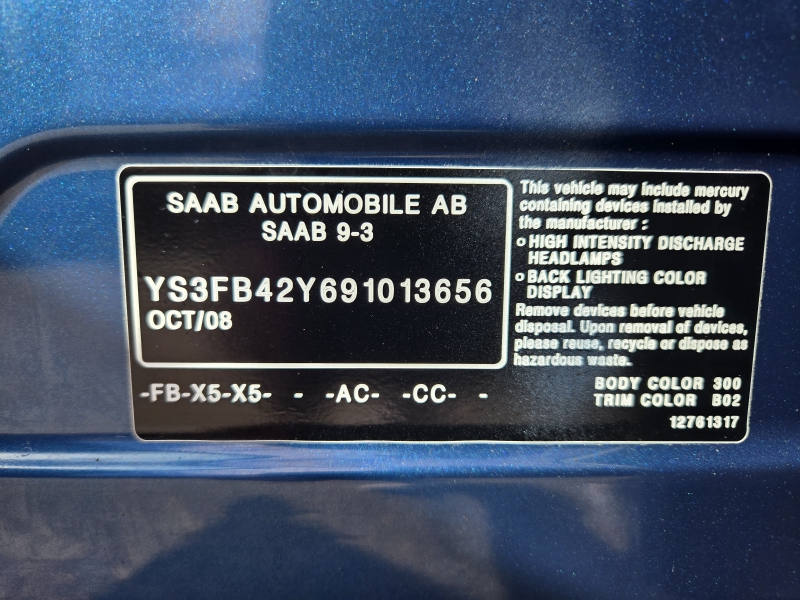 SAAB AUTOMOBILE AB
SAAB 9-3
YS3FB42Y691013656
OCT/08
-FB-X5-X5- - -AC- -CC- -
This vehicle may include mercury
containing devices installed by
the manufacturer :
o HIGH INTENSITY DISCHARGE
HEADLAMPS
o BACK LIGHTING COLOR
DISPLAY
Remove devices before vehicle
disposal. Upon removal of devices,
please reuse, recycle or dispose as
hazardous waste.
BODY COLOR 300
TRIM COLOR B02
12761317